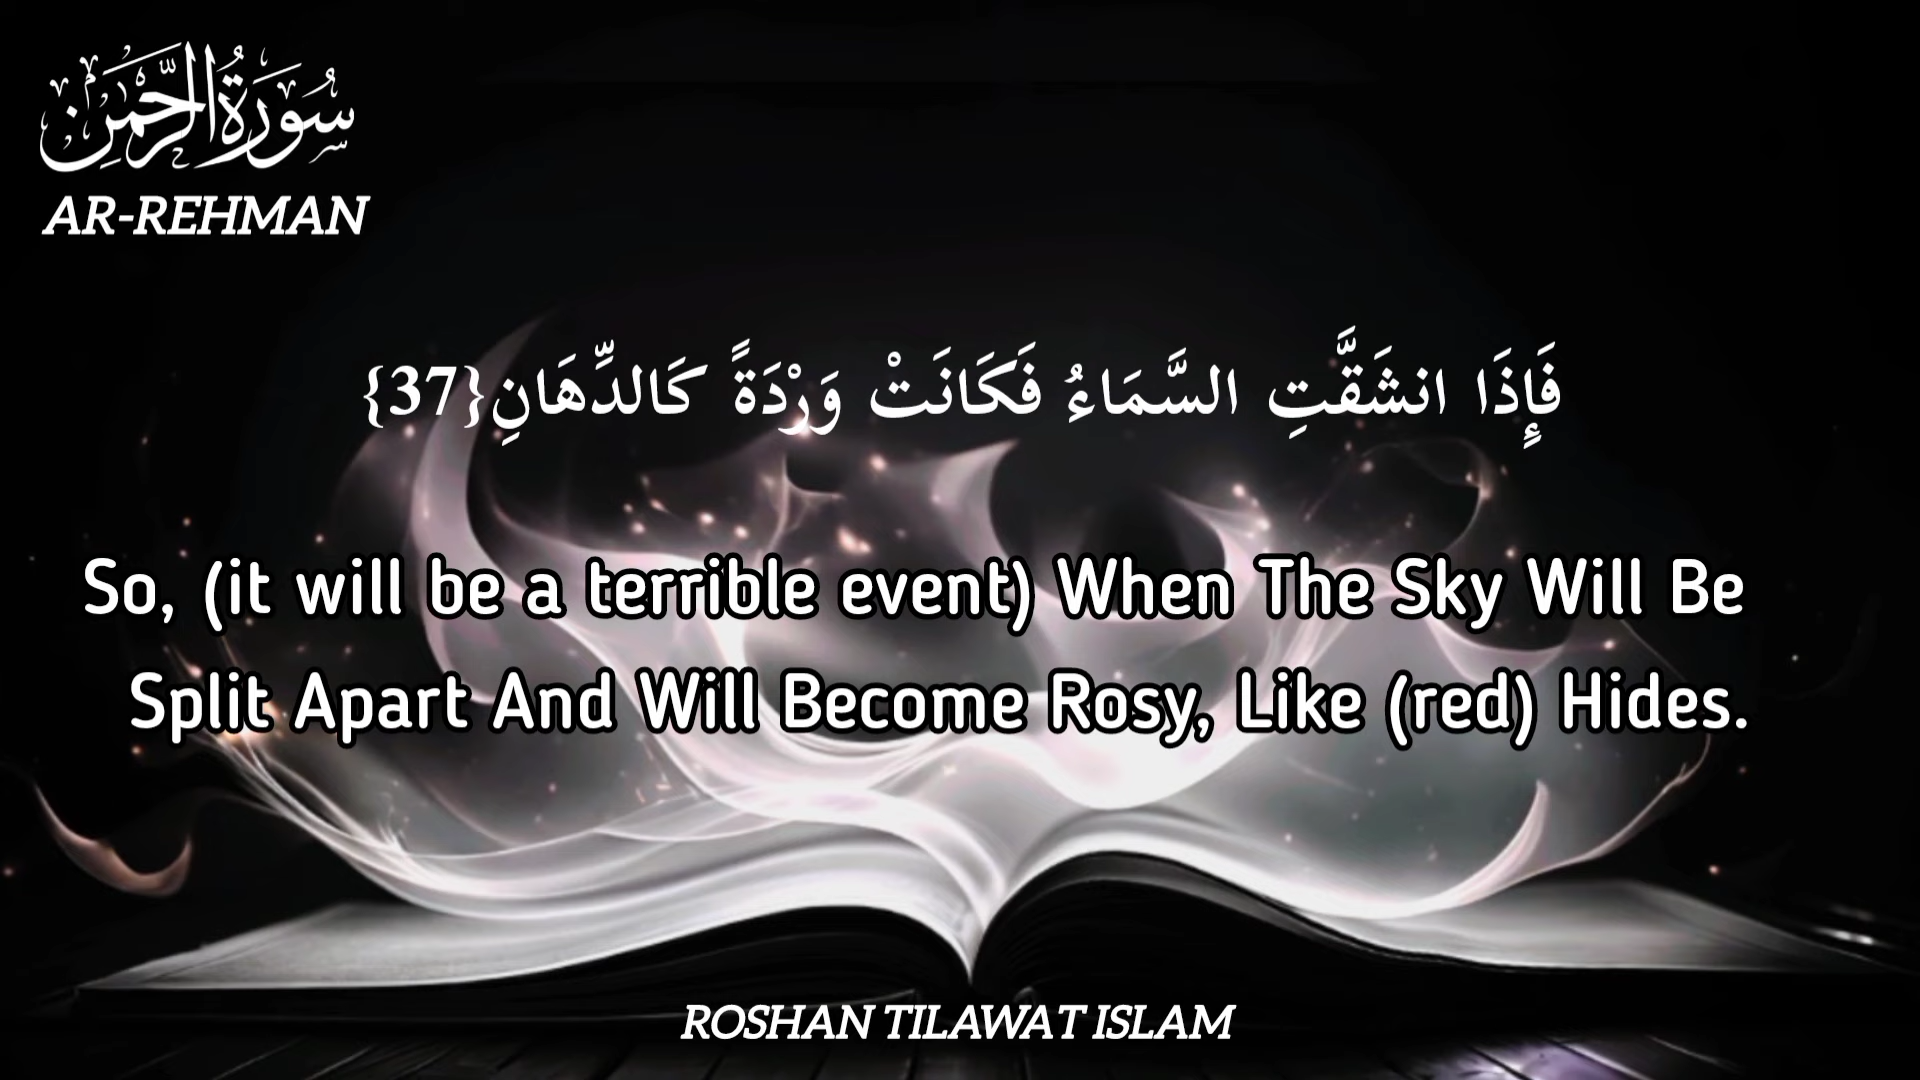 سُورَةُ الرَّحْمٰن
AR-REHMAN
فَإِذَا انشَقَّتِ السَّمَاءُ فَكَانَتْ وَرْدَةً كَالدِّهَانِ{37}
So, (it will be a terrible event) When The Sky Will Be
Split Apart And Will Become Rosy, Like (red) Hides.
ROSHAN TILAWAT ISLAM